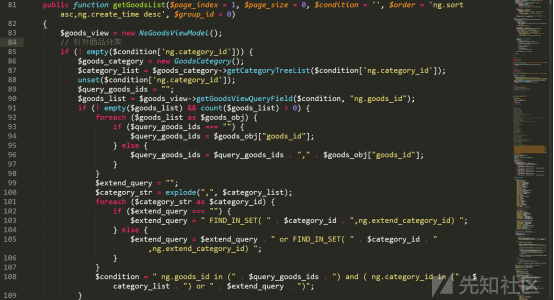 81 public function getGoodsList($page_index = 1, $page_size = 0, $condition = '', $order = 'ng.sort
asc,ng.create_time desc', $group_id = 0)
82 {
83 $goods_view = new NsGoodsViewModel();
84 // 针对商品分类
85 if (! empty($condition['ng.category_id'])) {
86 $goods_category = new GoodsCategory();
87 $category_list = $goods_category->getCategoryTreeList($condition['ng.category_id']);
88 unset($condition['ng.category_id']);
89 $query_goods_ids = "";
90 $goods_list = $goods_view->getGoodsViewQueryField($condition, "ng.goods_id");
91 if (! empty($goods_list) && count($goods_list) > 0) {
92 foreach ($goods_list as $goods_obj) {
93 if ($query_goods_ids === "") {
94 $query_goods_ids = $goods_obj["goods_id"];
95 } else {
96 $query_goods_ids = $query_goods_ids . "," . $goods_obj["goods_id"];
97 }
98 }
99 $extend_query = "";
100 $category_str = explode(",", $category_list);
101 foreach ($category_str as $category_id) {
102 if ($extend_query === "") {
103 $extend_query = " FIND_IN_SET( " . $category_id . ",ng.extend_category_id) ";
104 } else {
105 $extend_query = $extend_query . " or FIND_IN_SET( " . $category_id . "
,ng.extend_category_id) ";
106 }
107 }
108 $condition = " ng.goods_id in (" . $query_goods_ids . ") and ( ng.category_id in (" . $
category_list . ") or " . $extend_query . ")";
109 }
先知社区